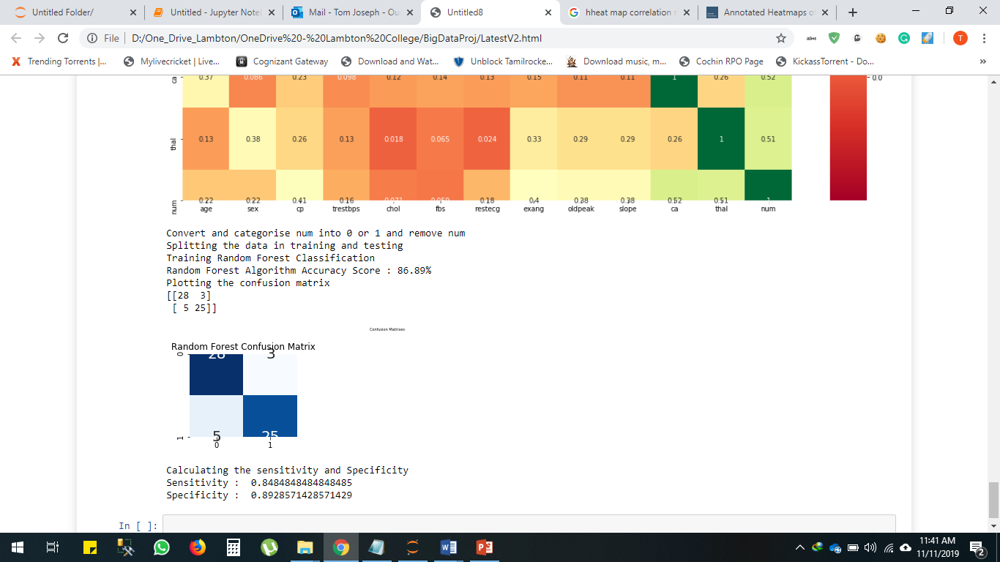 Untitled Folder/
Untitled - Jupyter Note
Mail - Tom Joseph - Ou
Untitled8
hheat map correlation
Annotated Heatmaps o
File D:/One_Drive_Lambton/OneDrive%20-%20Lambton%20College/BigDataProj/LatestV2.html
T
Trending Torrents |...
Mylivecricket | Live...
Cognizant Gateway
Download and Wat...
Unblock Tamilrocke...
Download music, m...
Cochin RPO Page
KickassTorrent - Do...
»
ca 0.37 0.086 0.23 0.098 0.12 0.14 0.13 0.15 0.11 0.11 1 0.26 0.52
0.0
thal 0.13 0.38 0.26 0.13 0.018 0.065 0.024 0.33 0.29 0.29 0.26 1 0.51
num 0.22 0.22 0.41 0.16 0.071 0.059 0.18 0.4 0.38 0.38 0.52 0.51 1
age sex cp trestbps chol fbs restecg exang oldpeak slope ca thal num
Convert and categorise num into 0 or 1 and remove num
Splitting the data in training and testing
Training Random Forest Classification
Random Forest Algorithm Accuracy Score : 86.89%
Plotting the confusion matrix
[[28  3]
[ 5 25]]
Confusion Matrixes
Random Forest Confusion Matrix
0 28 3
1 5 25
0 1
Calculating the sensitivity and Specificity
Sensitivity :  0.8484848484848485
Specificity :  0.8928571428571429
In [ ]:
11:41 AM
11/11/2019
2